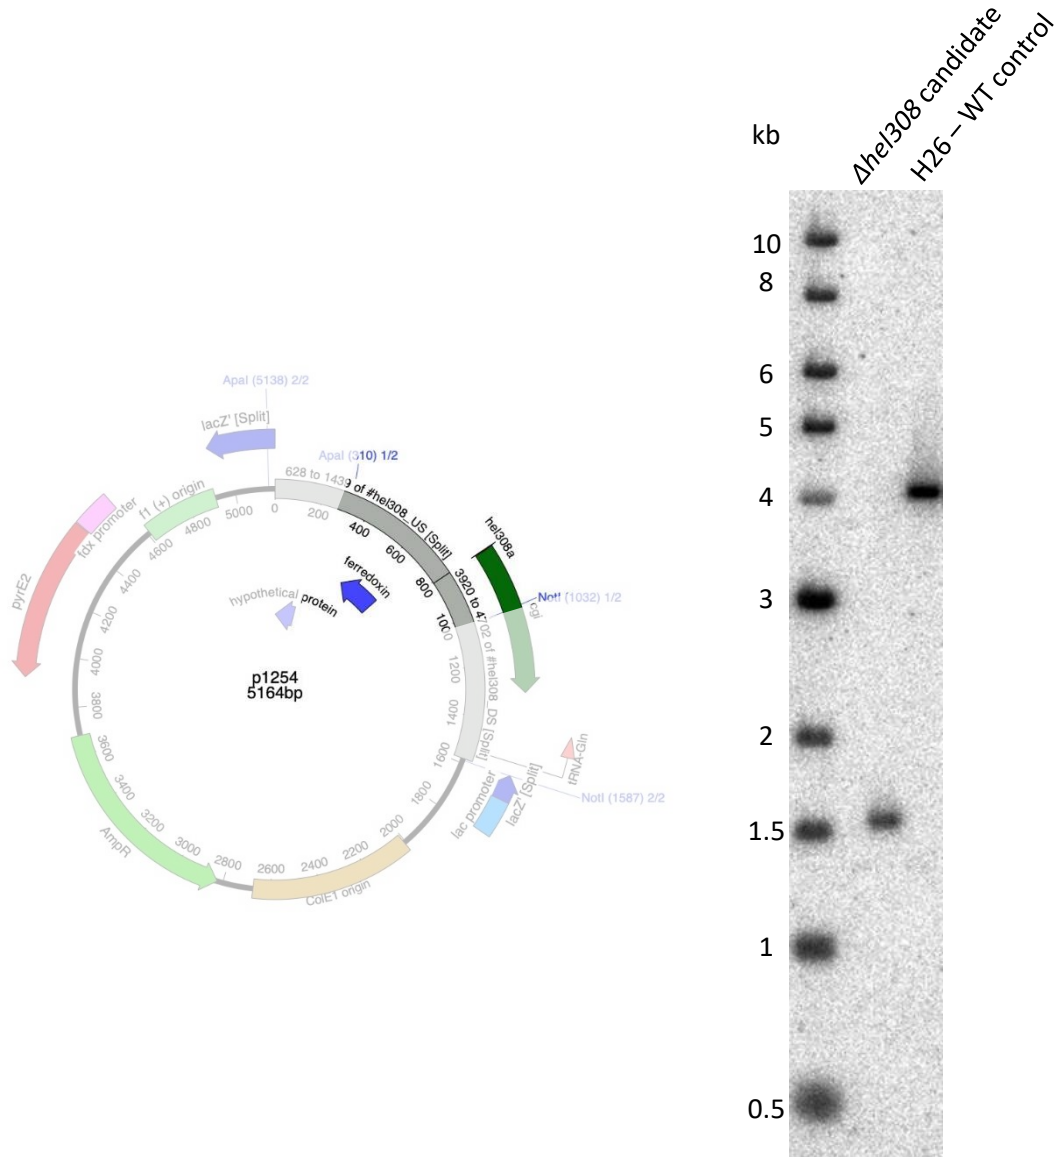 kb
Δhel308 candidate
H26 – WT control
10
8
6
5
4
3
2
1.5
1
0.5
ApaI (5138) 2/2
lacZ' [Split]
ApaI (310) 1/2
628 to 1439 of #hel308_US [Split]
f1 (+) origin
fdx promoter
pyrE2
hel308a
NotI (1032) 1/2
cgi
3920 to 4702 of #hel308_DS [Split]
ferredoxin
hypothetical protein
p1254
5164bp
tRNA-Gln
NotI (1587) 2/2
lac promoter
lacZ' [Split]
ColE1 origin
AmpR
0
200
400
600
800
1000
1200
1400
1600
1800
2000
2200
2400
2600
2800
3000
3200
3400
3600
3800
4000
4200
4400
4600
4800
5000